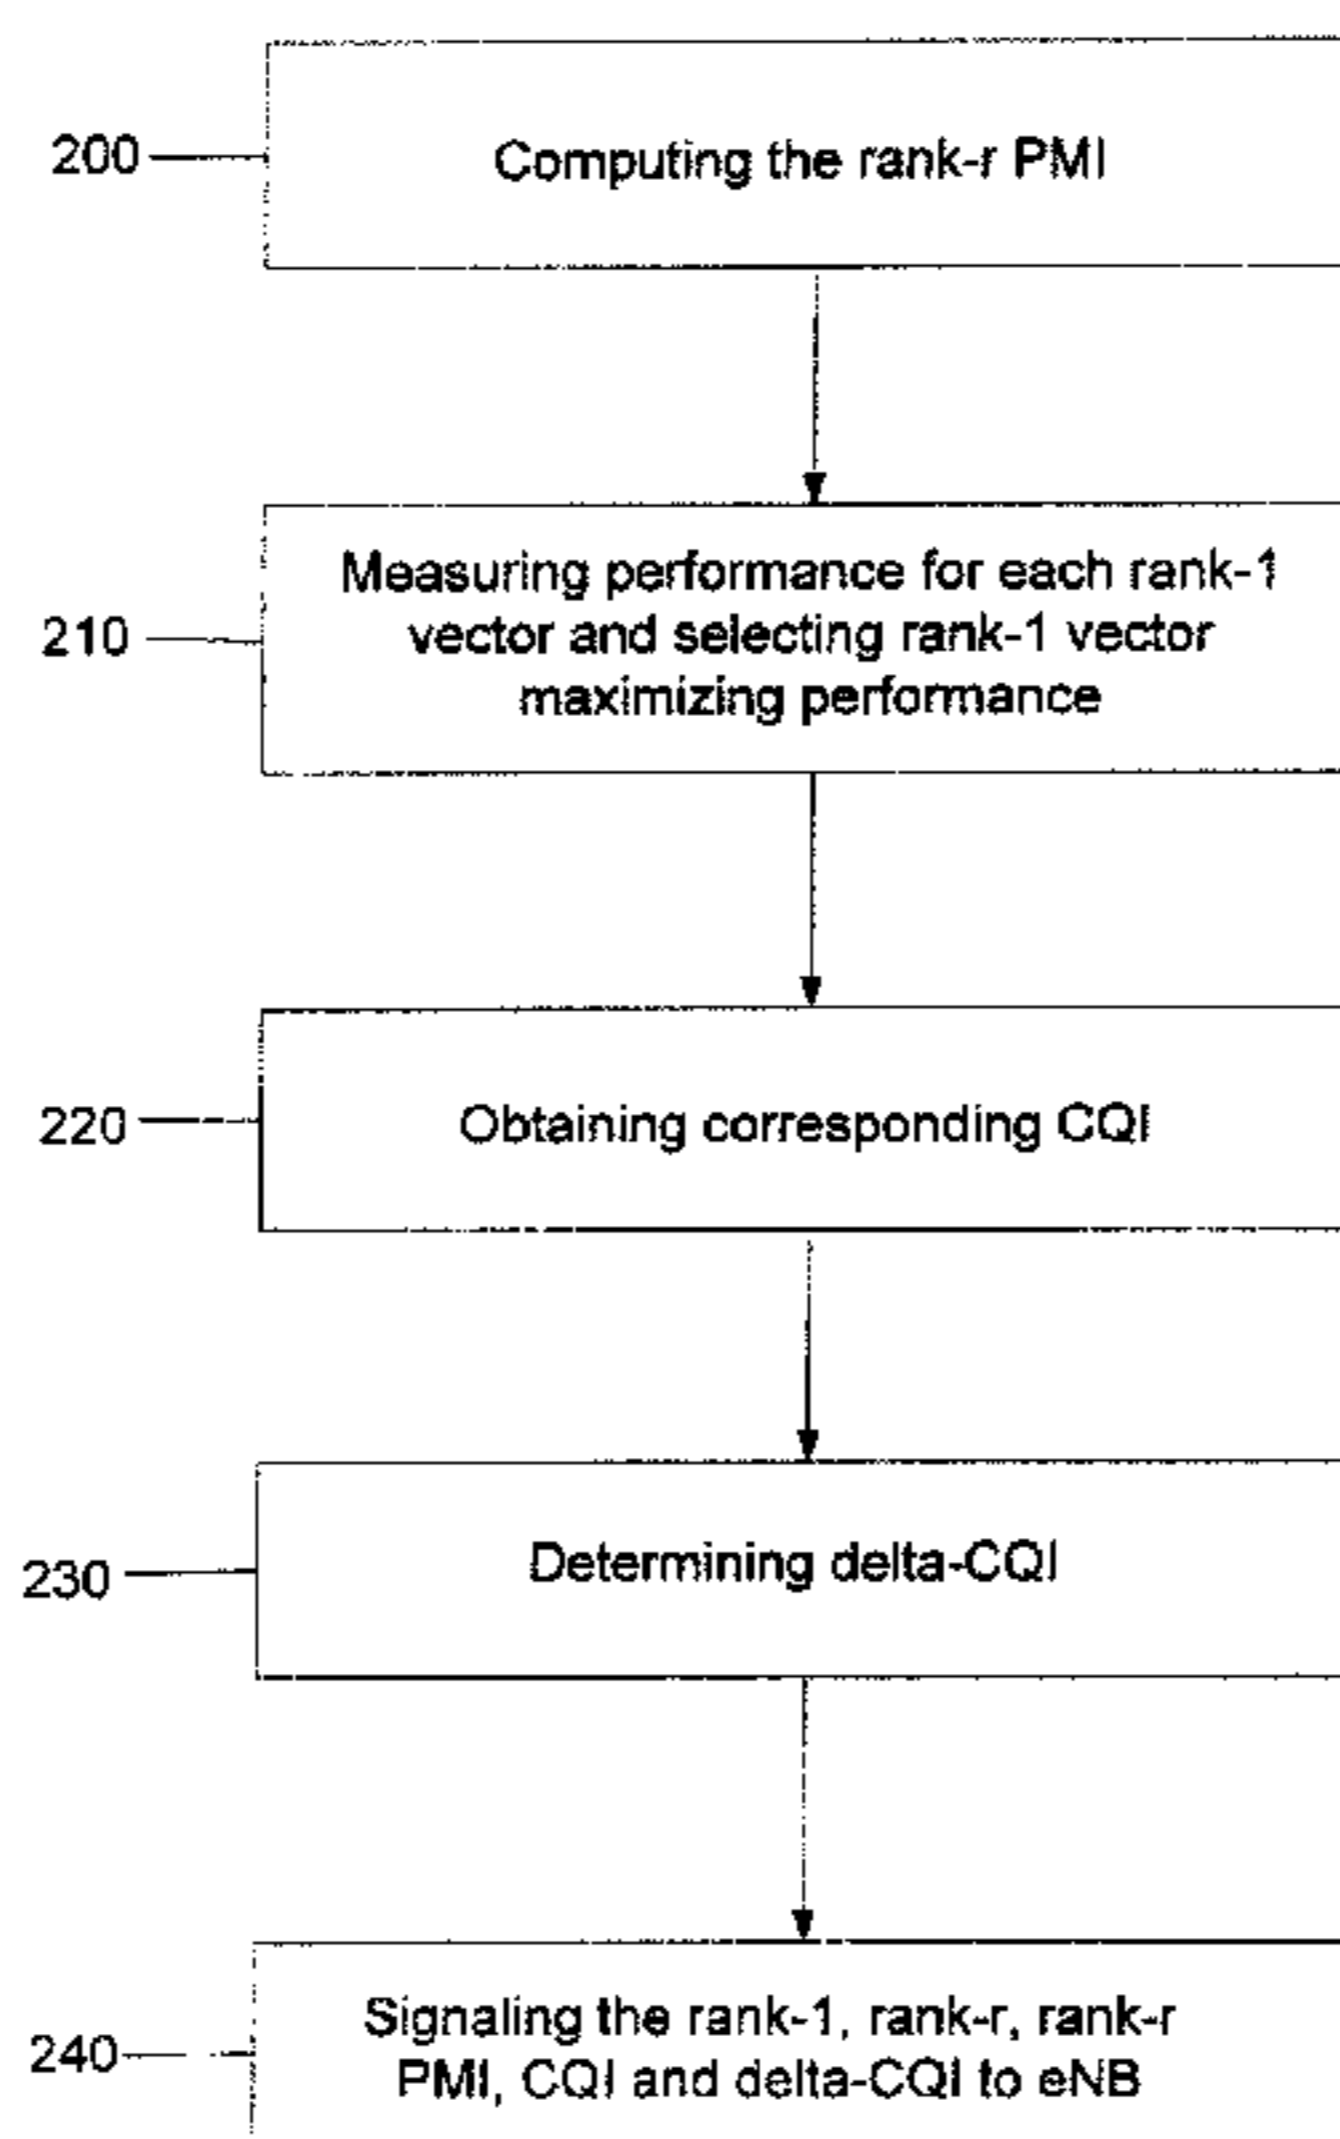 200
Computing the rank-r PMI
210
Measuring performance for each rank-1
vector and selecting rank-1 vector
maximizing performance
220
Obtaining corresponding CQI
230
Determining delta-CQI
240
Signaling the rank-1, rank-r, rank-r
PMI, CQI and delta-CQI to eNB